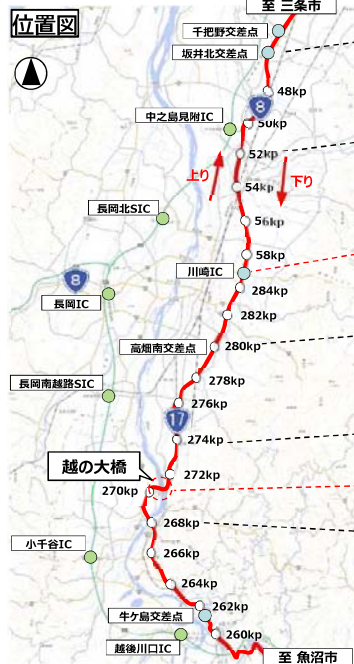 至 三条市
位置図
千把野交差点
坂井北交差点
48kp
8
50kp
中之島見附IC
52kp
上り
下り
54kp
長岡北SIC
56kp
58kp
川崎IC
8
284kp
長岡IC
282kp
高畑南交差点
280kp
278kp
長岡南越路SIC
276kp
17
274kp
越の大橋
272kp
270kp
268kp
小千谷IC
266kp
264kp
262kp
牛ケ島交差点
260kp
越後川口IC
至 魚沼市